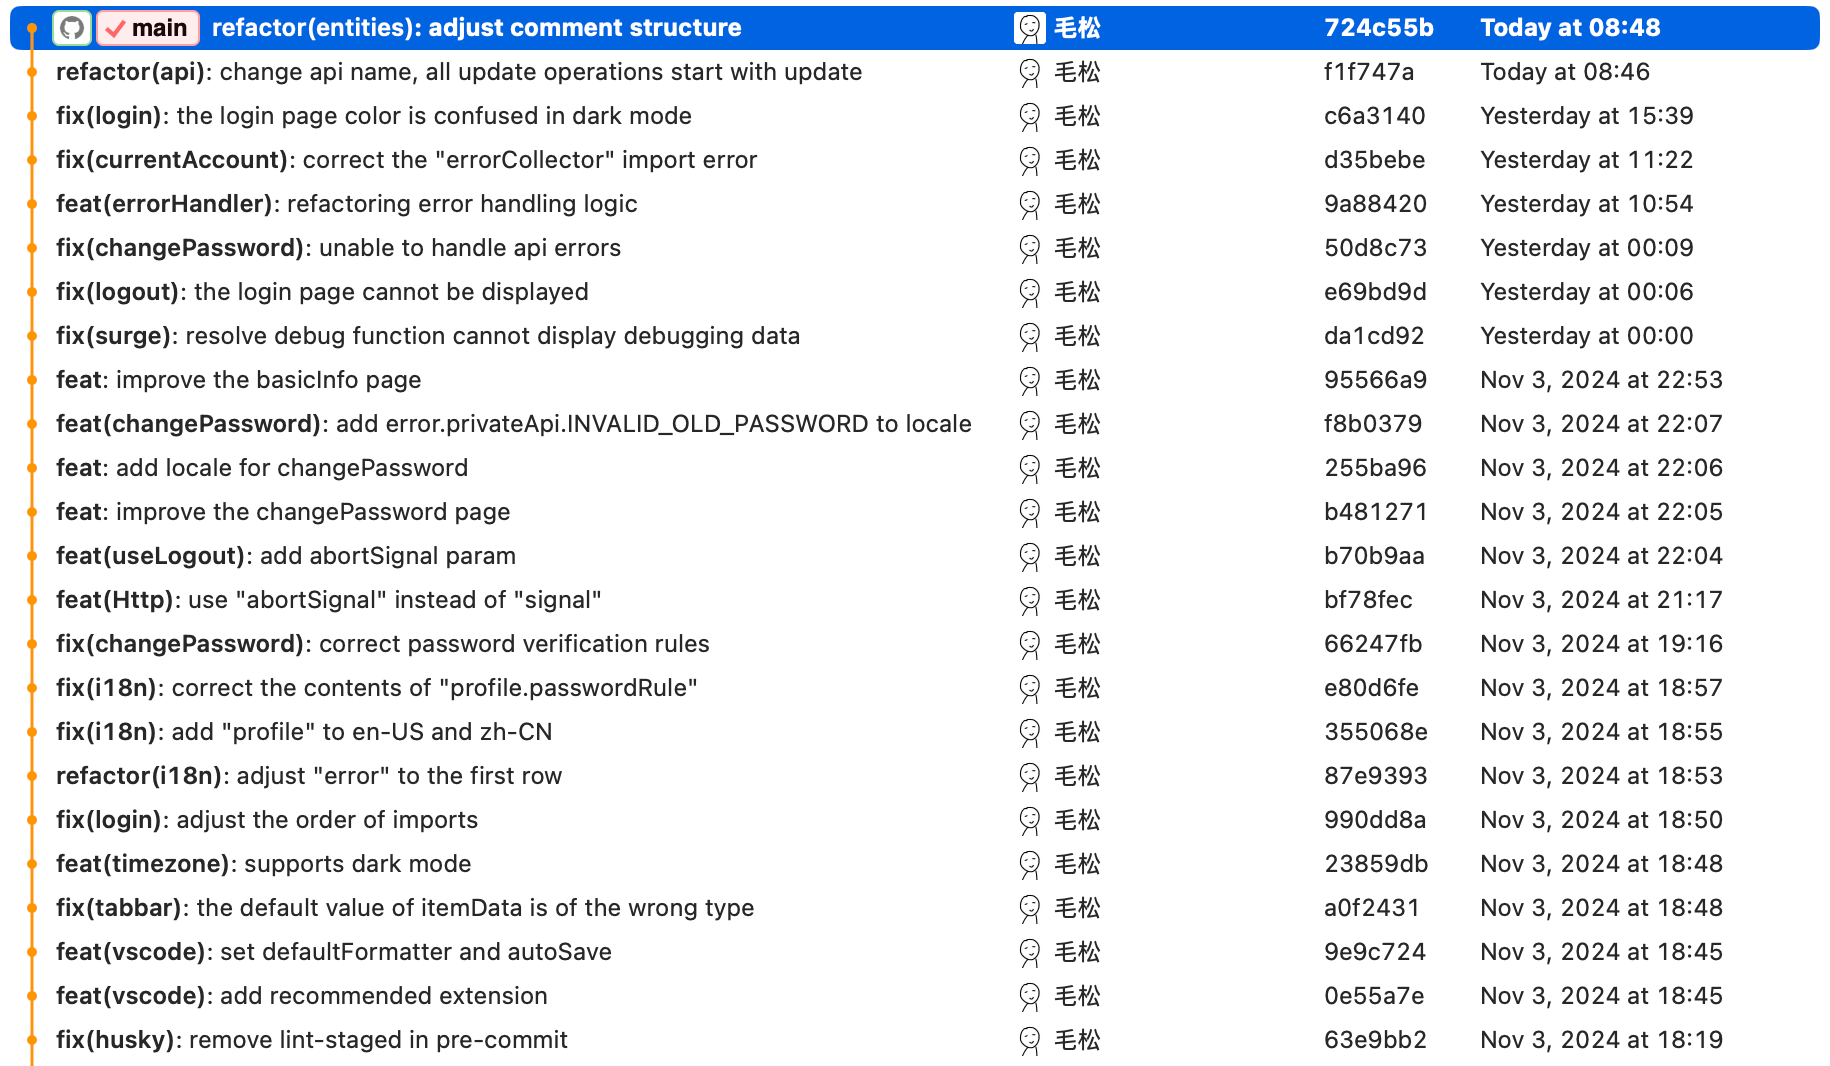 main refactor(entities): adjust comment structure 毛松 724c55b Today at 08:48
refactor(api): change api name, all update operations start with update 毛松 f1f747a Today at 08:46
fix(login): the login page color is confused in dark mode 毛松 c6a3140 Yesterday at 15:39
fix(currentAccount): correct the "errorCollector" import error 毛松 d35bebe Yesterday at 11:22
feat(errorHandler): refactoring error handling logic 毛松 9a88420 Yesterday at 10:54
fix(changePassword): unable to handle api errors 毛松 50d8c73 Yesterday at 00:09
fix(logout): the login page cannot be displayed 毛松 e69bd9d Yesterday at 00:06
fix(surge): resolve debug function cannot display debugging data 毛松 da1cd92 Yesterday at 00:00
feat: improve the basicInfo page 毛松 95566a9 Nov 3, 2024 at 22:53
feat(changePassword): add error.privateApi.INVALID_OLD_PASSWORD to locale 毛松 f8b0379 Nov 3, 2024 at 22:07
feat: add locale for changePassword 毛松 255ba96 Nov 3, 2024 at 22:06
feat: improve the changePassword page 毛松 b481271 Nov 3, 2024 at 22:05
feat(useLogout): add abortSignal param 毛松 b70b9aa Nov 3, 2024 at 22:04
feat(Http): use "abortSignal" instead of "signal" 毛松 bf78fec Nov 3, 2024 at 21:17
fix(changePassword): correct password verification rules 毛松 66247fb Nov 3, 2024 at 19:16
fix(i18n): correct the contents of "profile.passwordRule" 毛松 e80d6fe Nov 3, 2024 at 18:57
fix(i18n): add "profile" to en-US and zh-CN 毛松 355068e Nov 3, 2024 at 18:55
refactor(i18n): adjust "error" to the first row 毛松 87e9393 Nov 3, 2024 at 18:53
fix(login): adjust the order of imports 毛松 990dd8a Nov 3, 2024 at 18:50
feat(timezone): supports dark mode 毛松 23859db Nov 3, 2024 at 18:48
fix(tabbar): the default value of itemData is of the wrong type 毛松 a0f2431 Nov 3, 2024 at 18:48
feat(vscode): set defaultFormatter and autoSave 毛松 9e9c724 Nov 3, 2024 at 18:45
feat(vscode): add recommended extension 毛松 0e55a7e Nov 3, 2024 at 18:45
fix(husky): remove lint-staged in pre-commit 毛松 63e9bb2 Nov 3, 2024 at 18:19